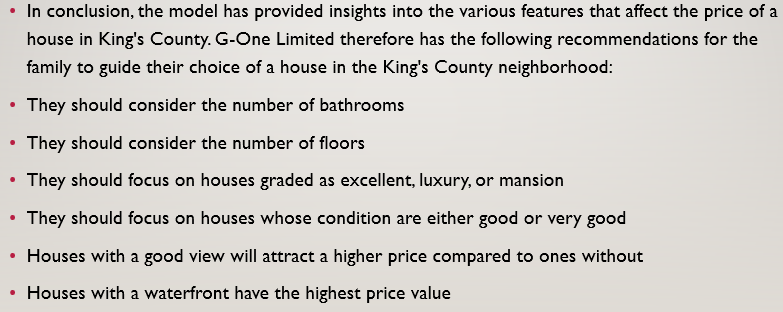 • In conclusion, the model has provided insights into the various features that affect the price of a
house in King's County. G-One Limited therefore has the following recommendations for the
family to guide their choice of a house in the King's County neighborhood:
• They should consider the number of bathrooms
• They should consider the number of floors
• They should focus on houses graded as excellent, luxury, or mansion
• They should focus on houses whose condition are either good or very good
• Houses with a good view will attract a higher price compared to ones without
• Houses with a waterfront have the highest price value